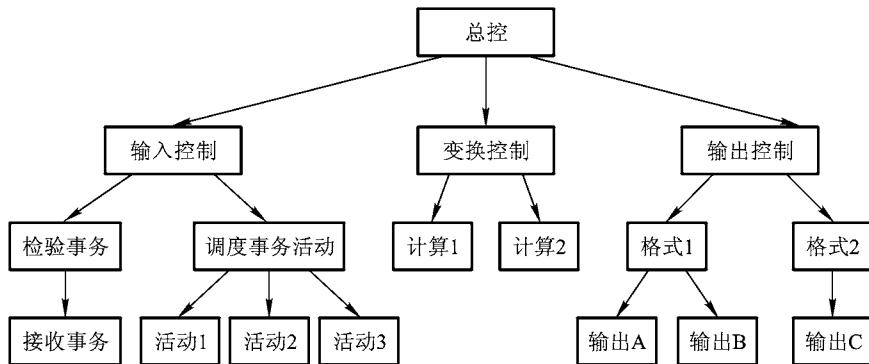 总控
输入控制
变换控制
输出控制
检验事务
调度事务活动
计算1
计算2
格式1
格式2
接收事务
活动1
活动2
活动3
输出A
输出B
输出C